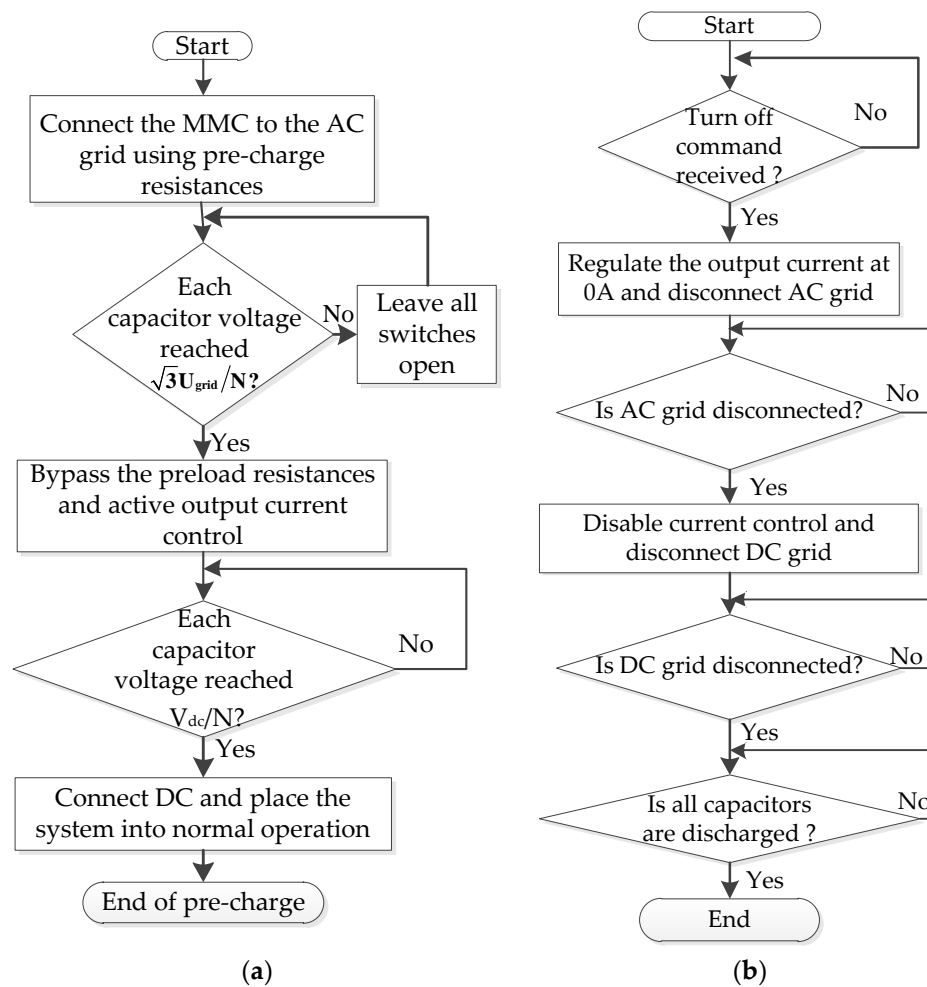 Start
Connect the MMC to the AC
grid using pre-charge
resistances
Each
capacitor voltage
reached
√3U_grid/N?
No
Leave all
switches
open
Yes
Bypass the preload resistances
and active output current
control
Each
capacitor
voltage reached
V_dc/N?
No
Yes
Connect DC and place the
system into normal operation
End of pre-charge
(a)
Start
Turn off
command
received ?
No
Yes
Regulate the output current at
0A and disconnect AC grid
Is AC grid disconnected?
No
Yes
Disable current control and
disconnect DC grid
Is DC grid disconnected?
No
Yes
Is all capacitors
are discharged ?
No
Yes
End
(b)